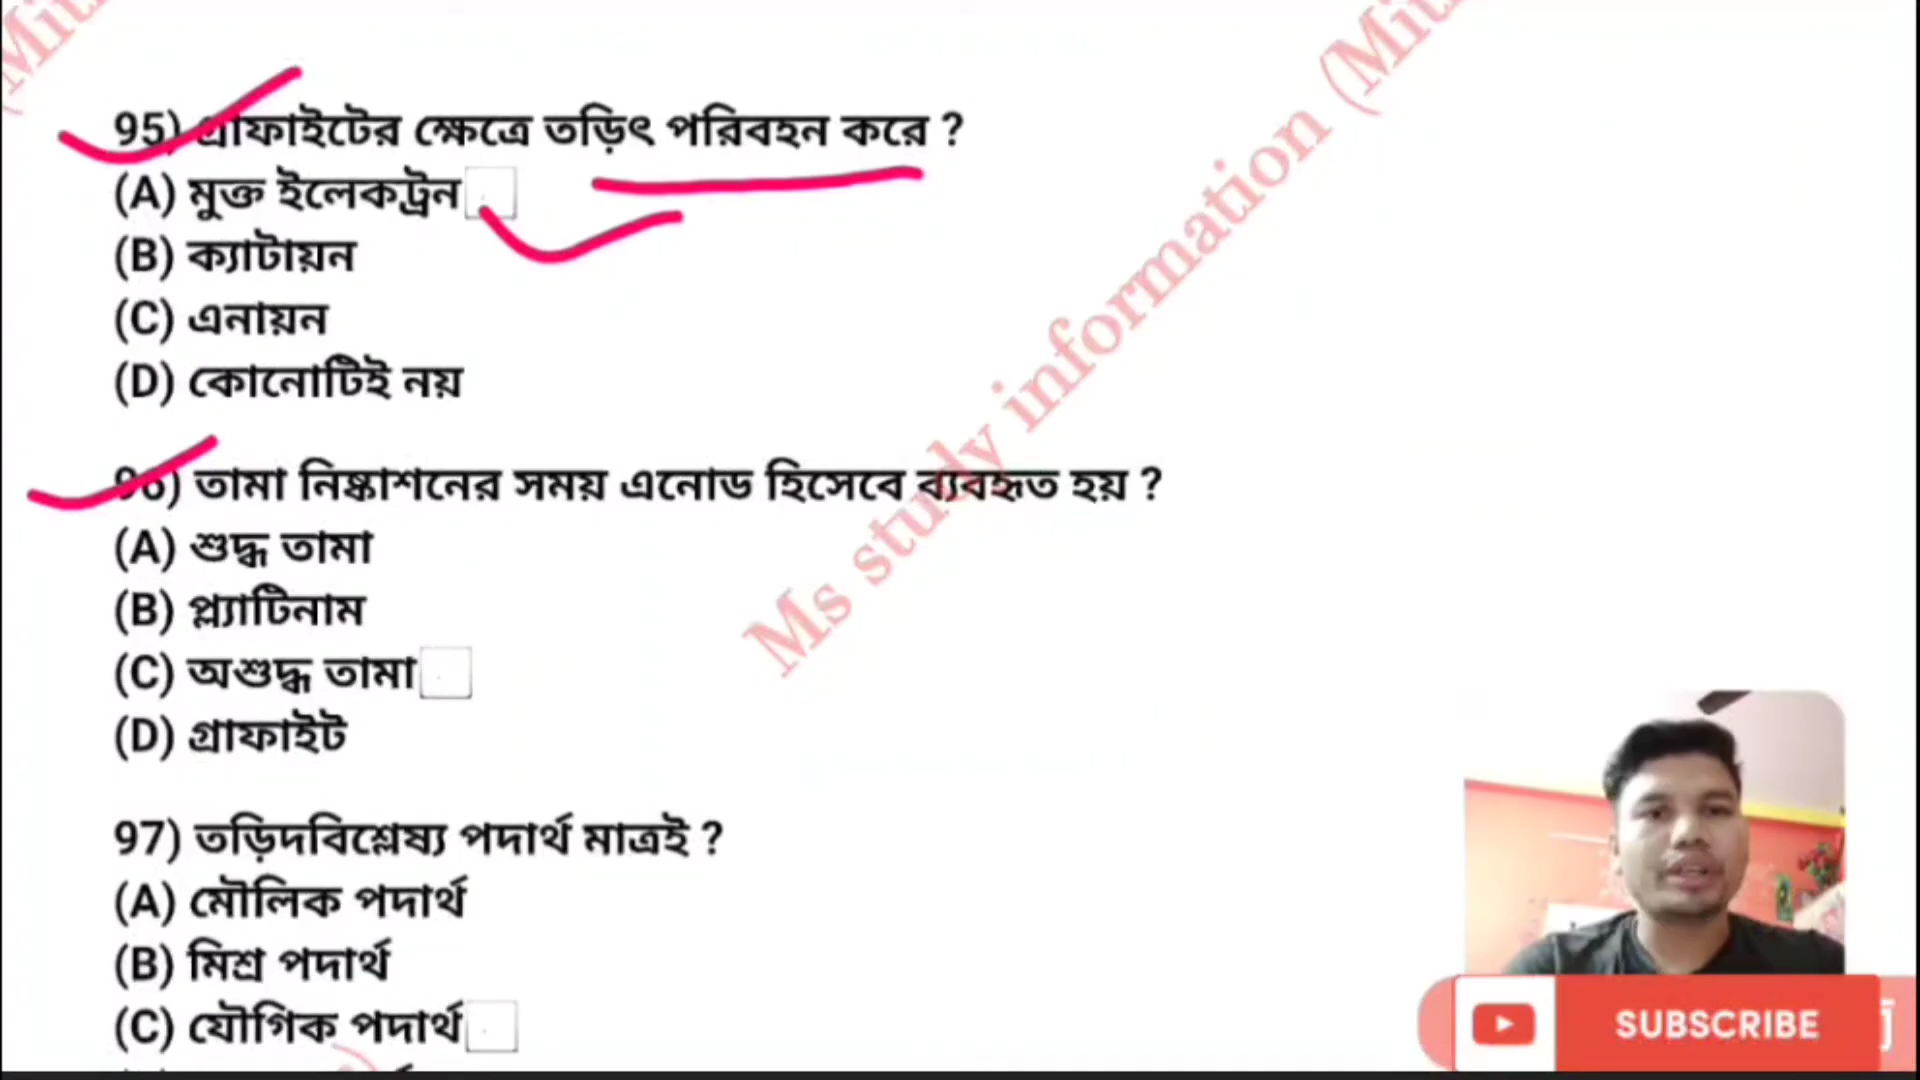 95) গ্রাফাইটের ক্ষেত্রে তড়িৎ পরিবহন করে ?
(A) মুক্ত ইলেকট্রন
(B) ক্যাটায়ন
(C) এনায়ন
(D) কোনোটিই নয়
96) তামা নিষ্কাশনের সময় এনোড হিসেবে ব্যবহৃত হয় ?
(A) শুদ্ধ তামা
(B) প্ল্যাটিনাম
(C) অশুদ্ধ তামা
(D) গ্রাফাইট
97) তড়িদবিশ্লেষ্য পদার্থ মাত্রই ?
(A) মৌলিক পদার্থ
(B) মিশ্র পদার্থ
(C) যৌগিক পদার্থ
Ms study information
SUBSCRIBE